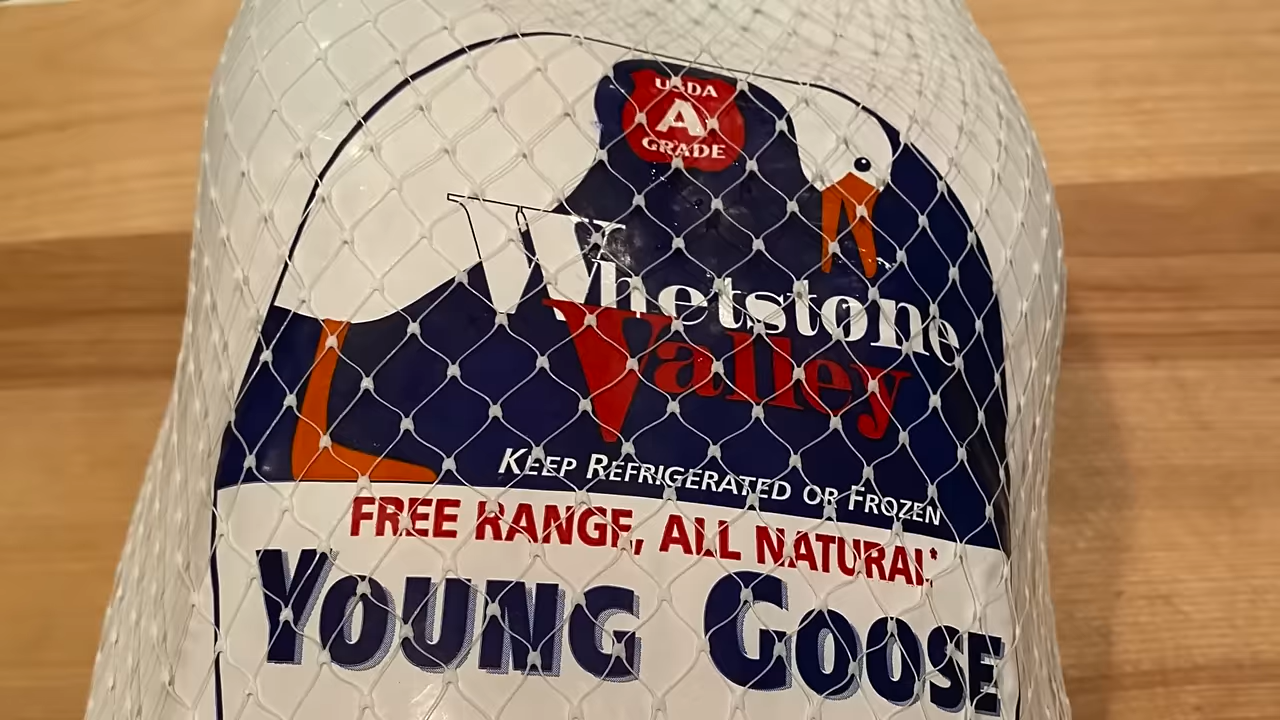 USDA
A
GRADE
Whetstone
Valley
KEEP REFRIGERATED OR FROZEN
FREE RANGE, ALL NATURAL*
YOUNG GOOSE